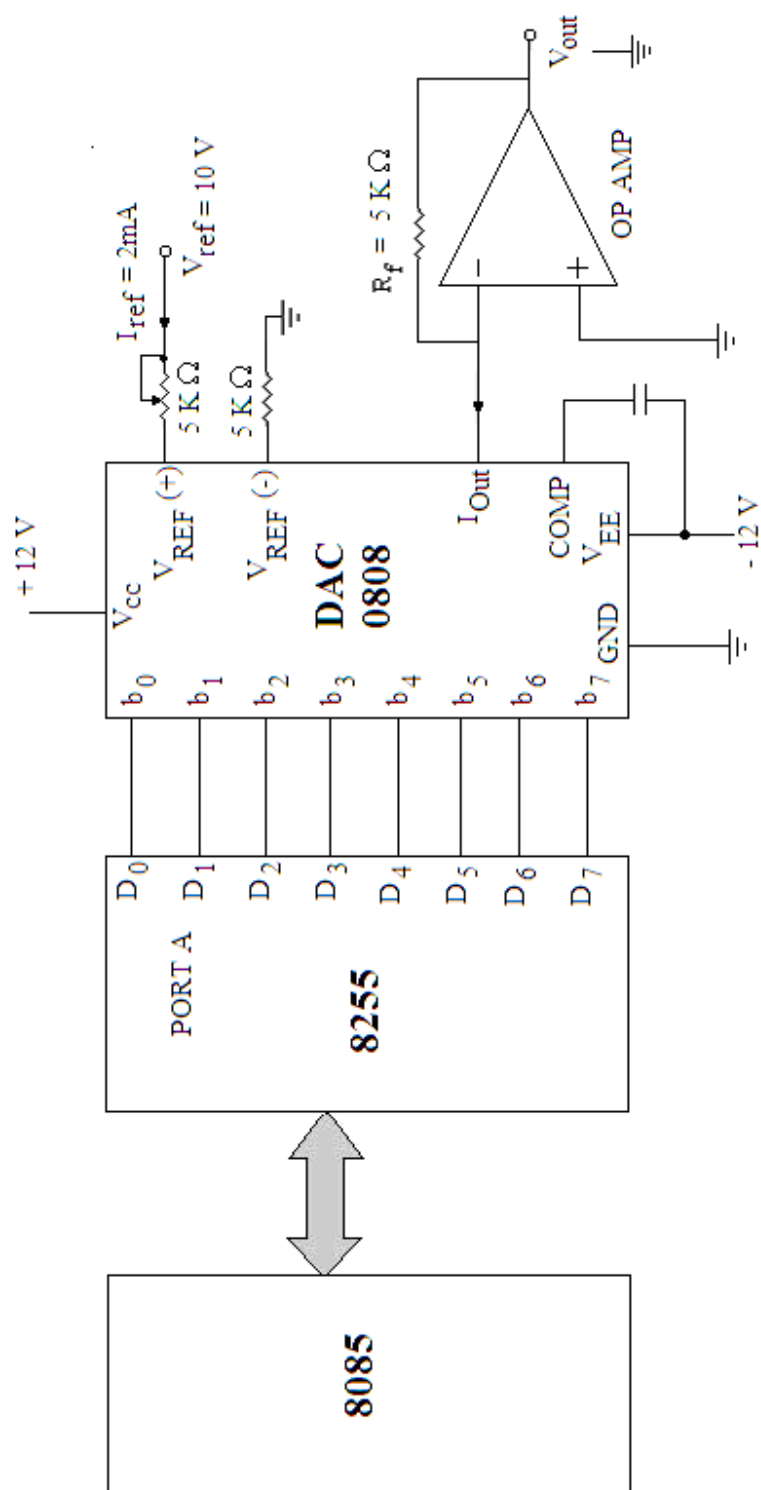 8085
8255
PORT A
D0
D1
D2
D3
D4
D5
D6
D7
b0
b1
b2
b3
b4
b5
b6
b7
+ 12 V
Vcc
DAC
0808
GND
VREF (+)
VREF (-)
IOut
COMP
VEE
- 12 V
5 K Ω
5 K Ω
Iref = 2mA
Vref = 10 V
Rf = 5 K Ω
-
+
OP AMP
Vout